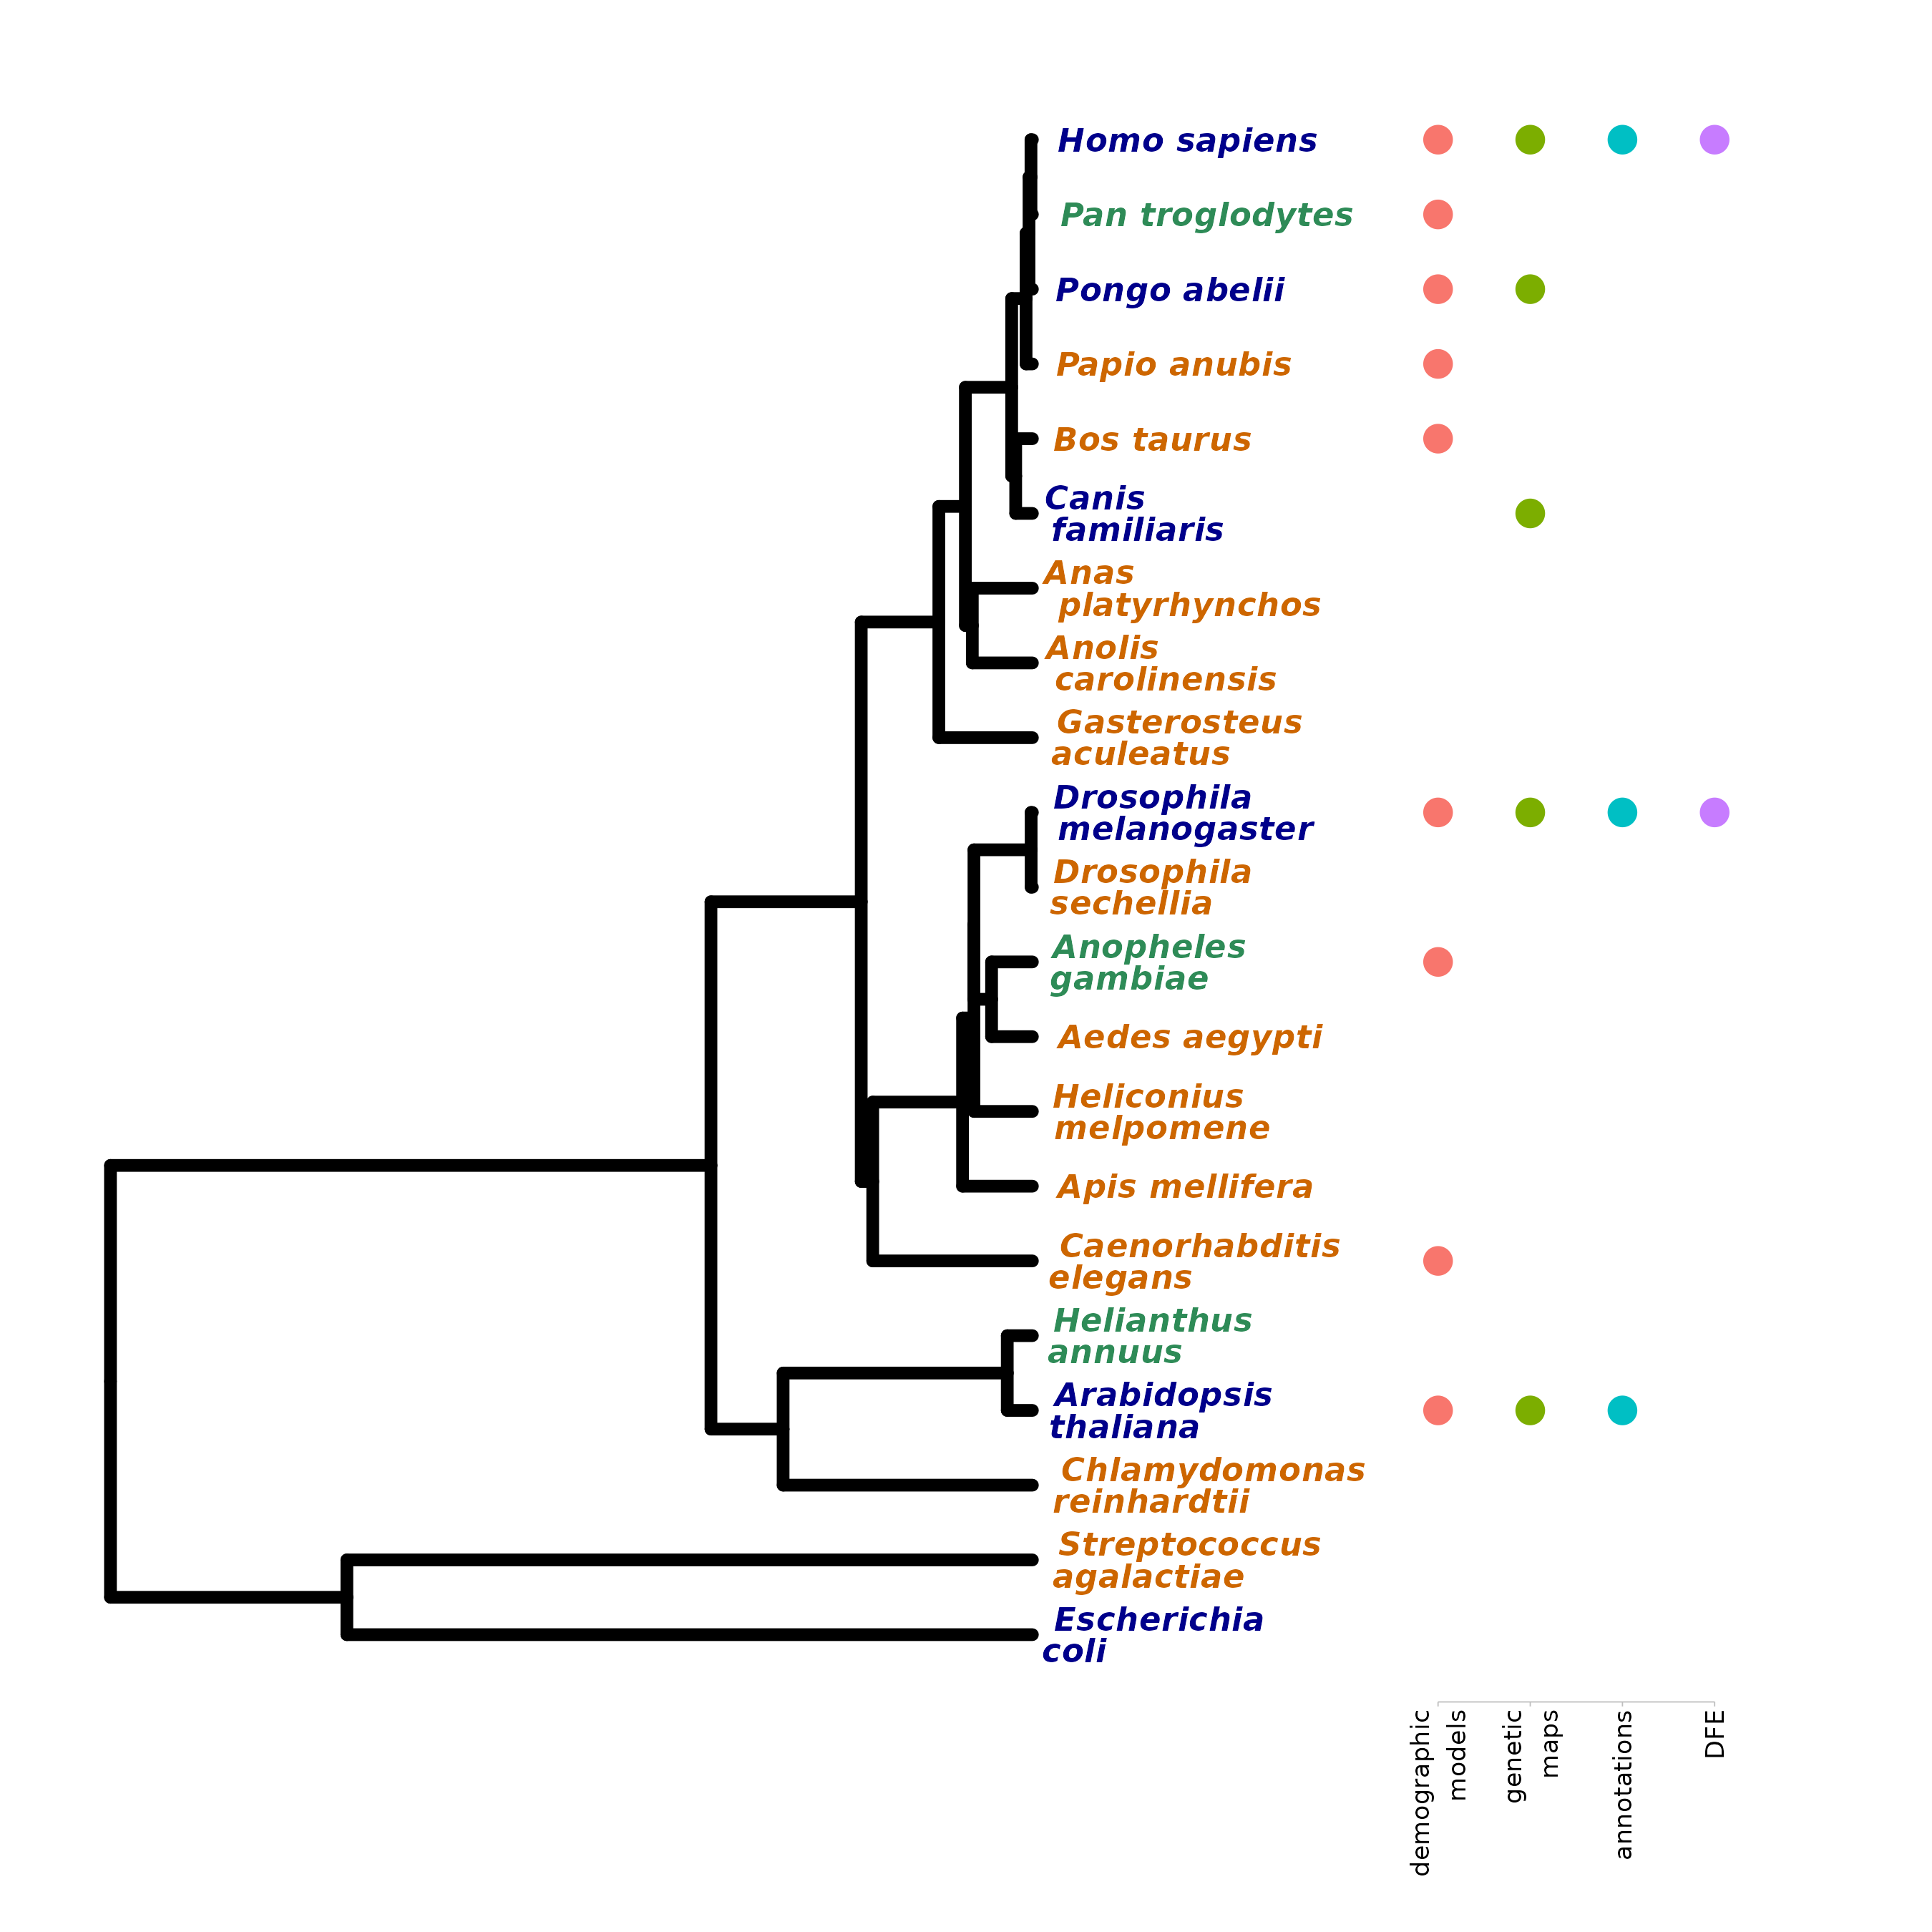 Homo sapiens
Pan troglodytes
Pongo abelii
Papio anubis
Bos taurus
Canis
familiaris
Anas
platyrhynchos
Anolis
carolinensis
Gasterosteus
aculeatus
Drosophila
melanogaster
Drosophila
sechellia
Anopheles
gambiae
Aedes aegypti
Heliconius
melpomene
Apis mellifera
Caenorhabditis
elegans
Helianthus
annuus
Arabidopsis
thaliana
Chlamydomonas
reinhardtii
Streptococcus
agalactiae
Escherichia
coli
demographic
models
genetic
maps
annotations
DFE